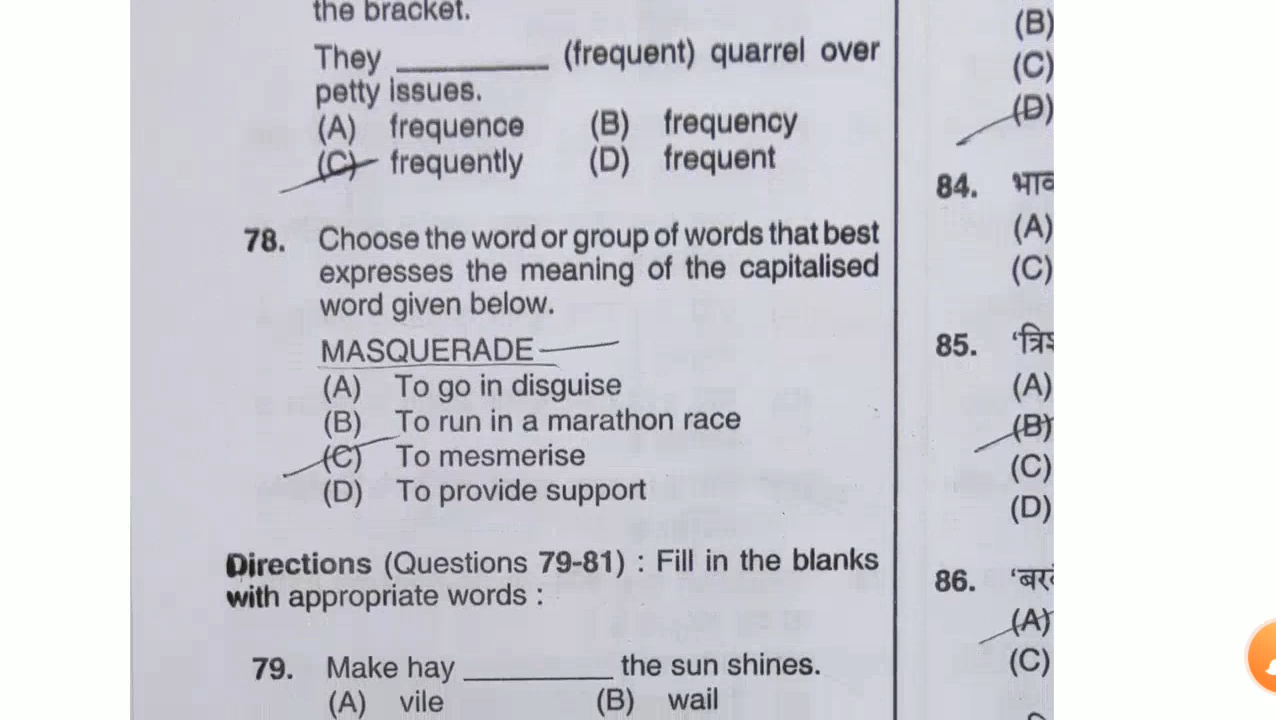 the bracket.
They __________ (frequent) quarrel over
petty issues.
(A) frequence (B) frequency
(C) frequently (D) frequent
78. Choose the word or group of words that best
expresses the meaning of the capitalised
word given below.
MASQUERADE
(A) To go in disguise
(B) To run in a marathon race
(C) To mesmerise
(D) To provide support
Directions (Questions 79-81) : Fill in the blanks
with appropriate words :
79. Make hay __________ the sun shines.
(A) vile (B) wail
(B)
(C)
(D)
84.
(A)
(C)
85.
(A)
(B)
(C)
(D)
86.
(A)
(C)